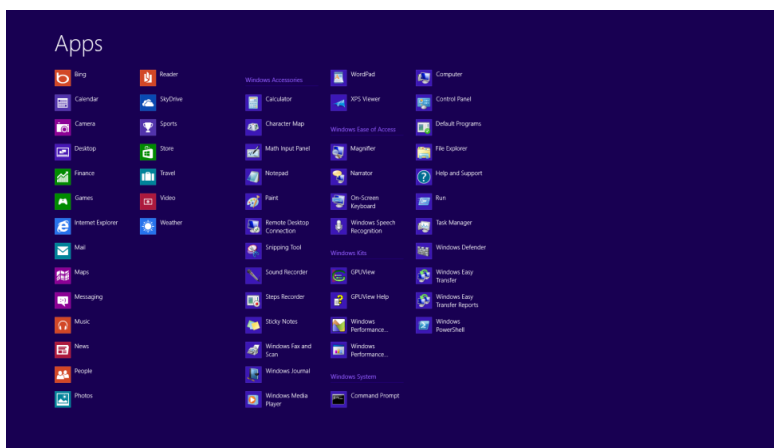 Apps
Bing
Calendar
Camera
Desktop
Finance
Games
Internet Explorer
Mail
Maps
Messaging
Music
News
People
Photos
Reader
SkyDrive
Sports
Store
Travel
Video
Weather
Windows Accessories
Calculator
Character Map
Math Input Panel
Notepad
Paint
Remote Desktop
Connection
Snipping Tool
Sound Recorder
Steps Recorder
Sticky Notes
Windows Fax and
Scan
Windows Journal
Windows Media
Player
WordPad
XPS Viewer
Windows Ease of Access
Magnifier
Narrator
On-Screen
Keyboard
Windows Speech
Recognition
Windows Kits
GPUView
GPUView Help
Windows
Performance...
Windows
Performance...
Windows System
Command Prompt
Computer
Control Panel
Default Programs
File Explorer
Help and Support
Run
Task Manager
Windows Defender
Windows Easy
Transfer
Windows Easy
Transfer Reports
Windows
PowerShell